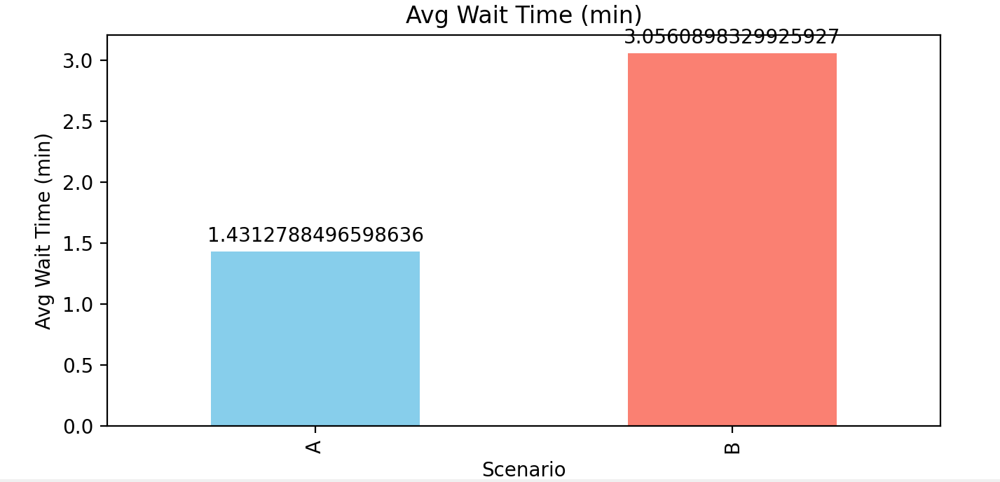 Avg Wait Time (min)
3.0560898329925927
3.0
2.5
2.0
1.4312788496598636
1.5
1.0
0.5
0.0
Avg Wait Time (min)
A
B
Scenario